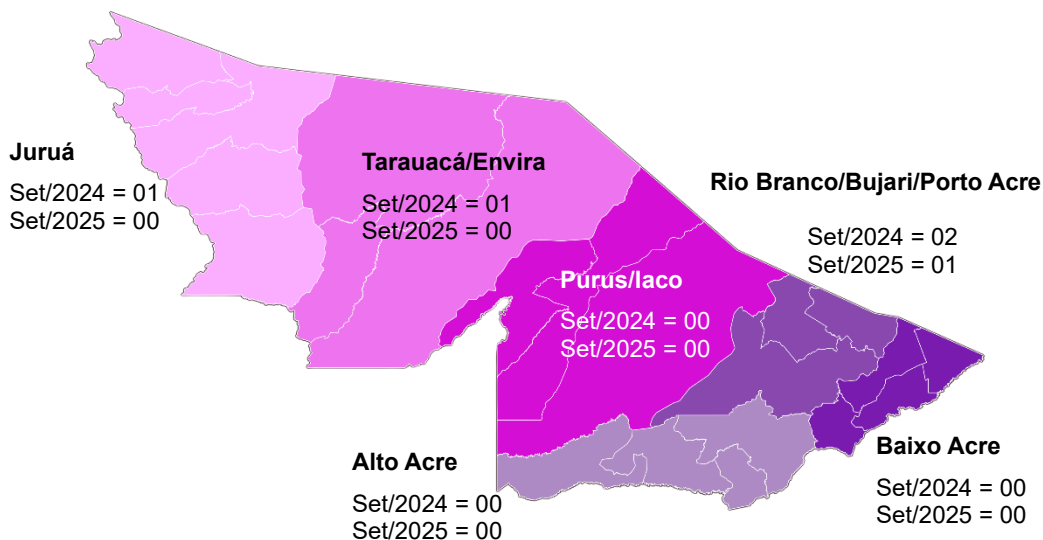 Juruá
Set/2024 = 01
Set/2025 = 00
Tarauacá/Envira
Set/2024 = 01
Set/2025 = 00
Rio Branco/Bujari/Porto Acre
Set/2024 = 02
Set/2025 = 01
Purus/Iaco
Set/2024 = 00
Set/2025 = 00
Alto Acre
Set/2024 = 00
Set/2025 = 00
Baixo Acre
Set/2024 = 00
Set/2025 = 00